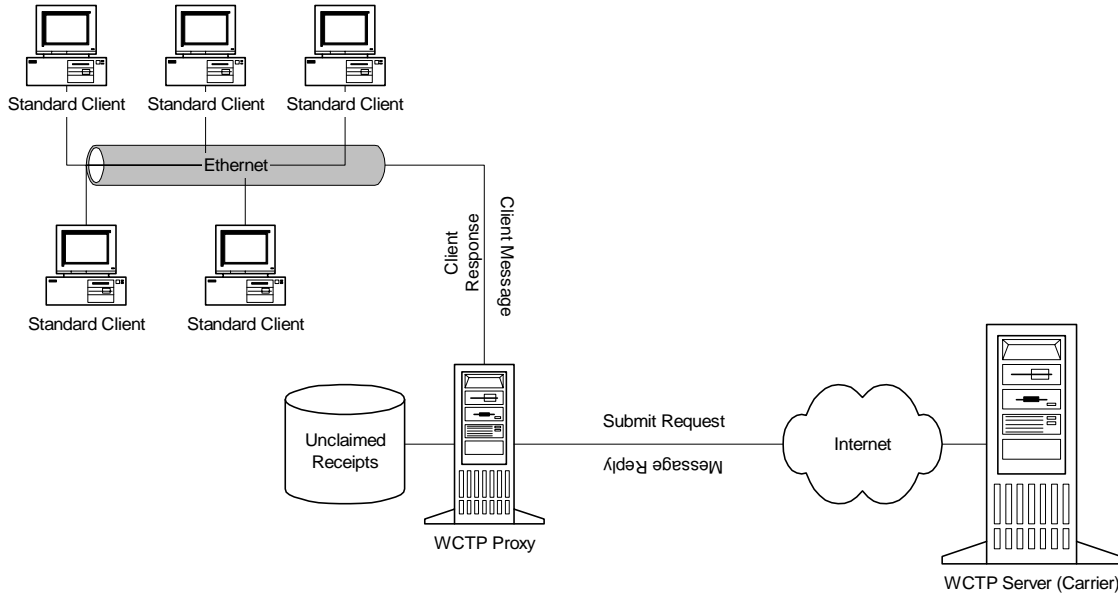 Standard Client
Standard Client
Standard Client
Ethernet
Client
Response
Client Message
Standard Client
Standard Client
Unclaimed
Receipts
Submit Request
Message Reply
Internet
WCTP Proxy
WCTP Server (Carrier)